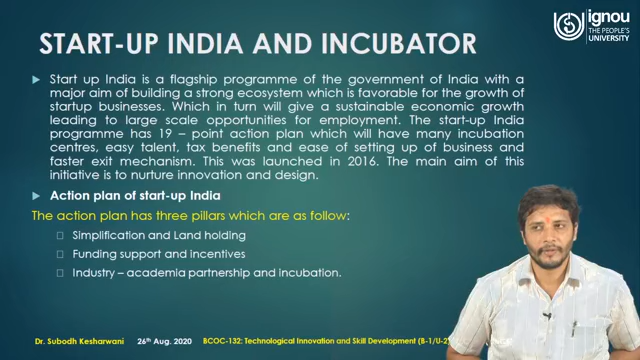 ignou
THE PEOPLE'S
UNIVERSITY
START-UP INDIA AND INCUBATOR
Start up India is a flagship programme of the government of India with a
major aim of building a strong ecosystem which is favorable for the growth of
startup businesses. Which in turn will give a sustainable economic growth
leading to large scale opportunities for employment. The start-up India
programme has 19 – point action plan which will have many incubation
centres, easy talent, tax benefits and ease of setting up of business and
faster exit mechanism. This was launched in 2016. The main aim of this
initiative is to nurture innovation and design.
Action plan of start-up India
The action plan has three pillars which are as follow:
Simplification and Land holding
Funding support and incentives
Industry – academia partnership and incubation.
Dr. Subodh Kesharwani 26th Aug. 2020 BCOC-132: Technological Innovation and Skill Development (B-1/U-2)